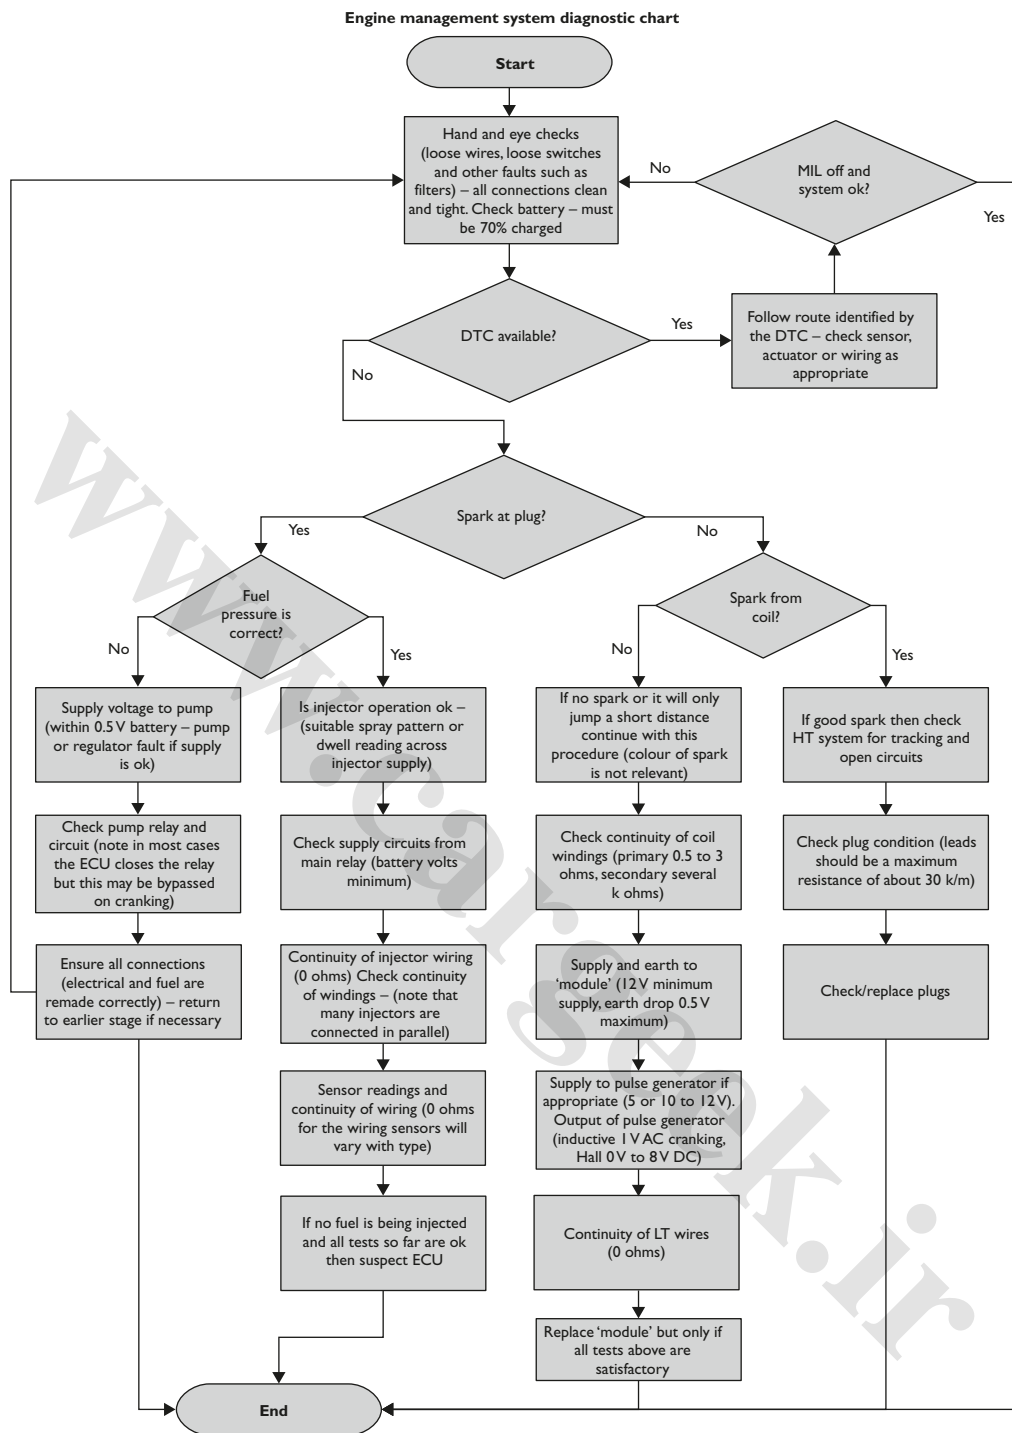 Engine management system diagnostic chart
Start
Hand and eye checks
(loose wires, loose switches
and other faults such as
filters) – all connections clean
and tight. Check battery – must
be 70% charged
No
MIL off and
system ok?
Yes
DTC available?
Yes
Follow route identified by
the DTC – check sensor,
actuator or wiring as
appropriate
No
Spark at plug?
Yes
No
Fuel
pressure is
correct?
Spark from
coil?
No
Yes
No
Yes
Supply voltage to pump
(within 0.5 V battery – pump
or regulator fault if supply
is ok)
Is injector operation ok –
(suitable spray pattern or
dwell reading across
injector supply)
If no spark or it will only
jump a short distance
continue with this
procedure (colour of spark
is not relevant)
If good spark then check
HT system for tracking and
open circuits
Check pump relay and
circuit (note in most cases
the ECU closes the relay
but this may be bypassed
on cranking)
Check supply circuits from
main relay (battery volts
minimum)
Check continuity of coil
windings (primary 0.5 to 3
ohms, secondary several
k ohms)
Check plug condition (leads
should be a maximum
resistance of about 30 k/m)
Ensure all connections
(electrical and fuel are
remade correctly) – return
to earlier stage if necessary
Continuity of injector wiring
(0 ohms) Check continuity
of windings – (note that
many injectors are
connected in parallel)
Supply and earth to
‘module’ (12 V minimum
supply, earth drop 0.5 V
maximum)
Check/replace plugs
Sensor readings and
continuity of wiring (0 ohms
for the wiring sensors will
vary with type)
Supply to pulse generator if
appropriate (5 or 10 to 12 V).
Output of pulse generator
(inductive 1 V AC cranking,
Hall 0 V to 8 V DC)
If no fuel is being injected
and all tests so far are ok
then suspect ECU
Continuity of LT wires
(0 ohms)
Replace ‘module’ but only if
all tests above are
satisfactory
End
www.cargeek.ir